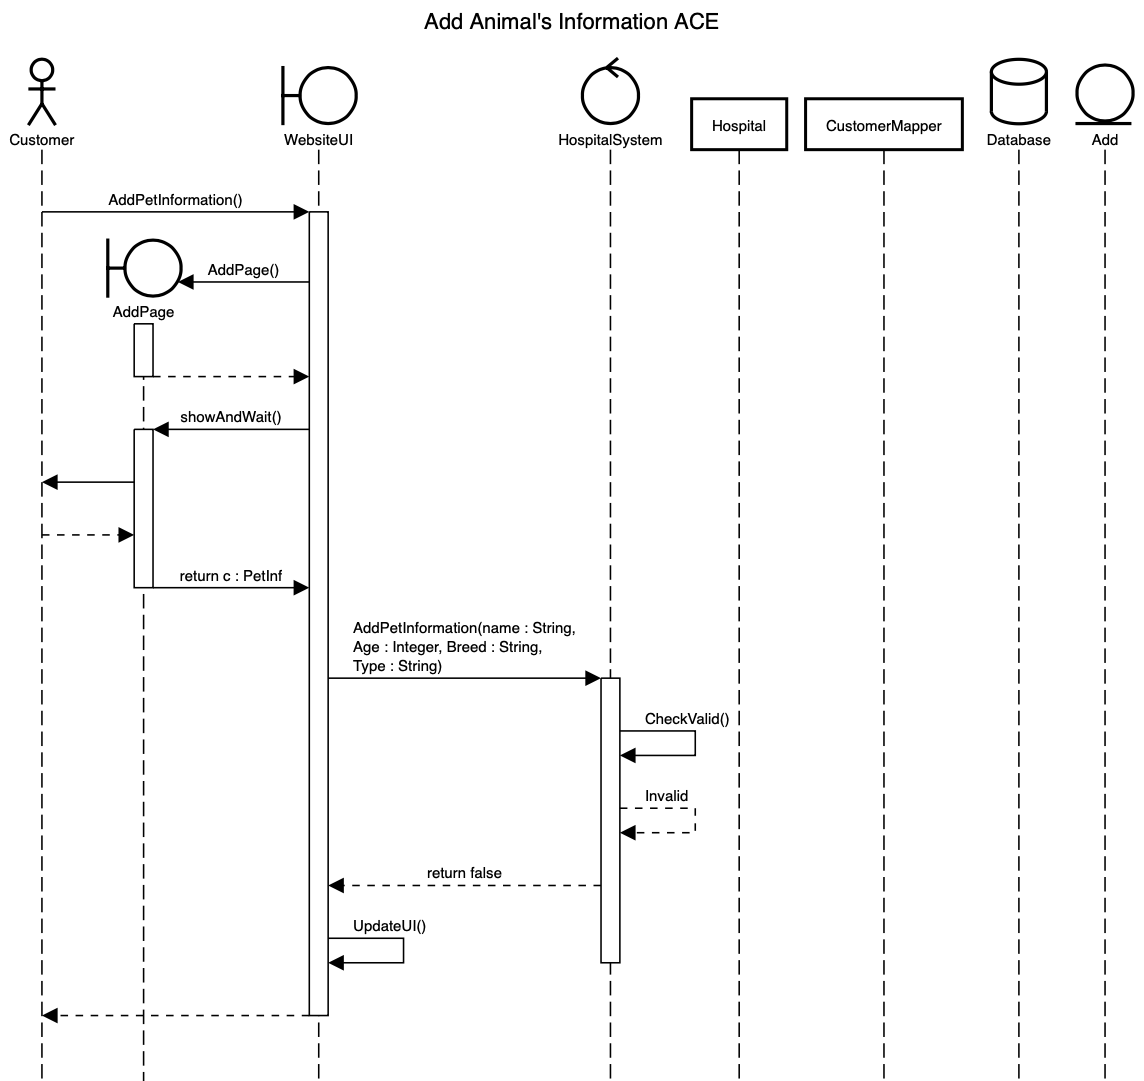 Add Animal's Information ACE
Customer
WebsiteUI
HospitalSystem
Hospital
CustomerMapper
Database
Add
AddPetInformation()
AddPage()
AddPage
showAndWait()
return c : PetInf
AddPetInformation(name : String,
Age : Integer, Breed : String,
Type : String)
CheckValid()
Invalid
return false
UpdateUI()